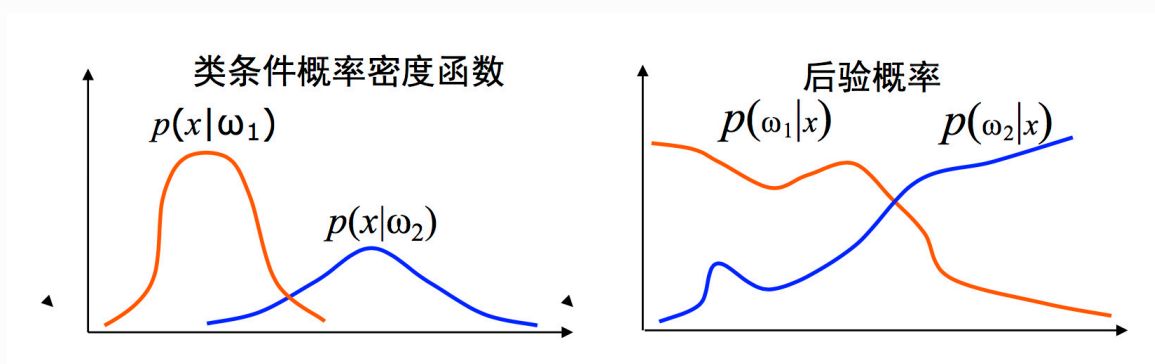 类条件概率密度函数
p(x|ω₁)
p(x|ω₂)
后验概率
p(ω₁|x)
p(ω₂|x)